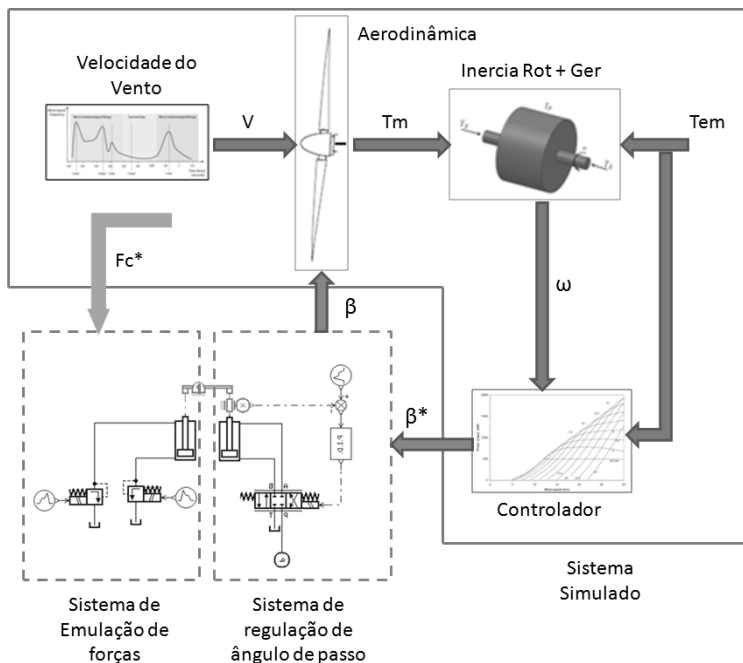 Aerodinâmica
Velocidade do
Vento
Inercia Rot + Ger
V
Tm
Tem
Fc*
β
ω
β*
P.I.D.
B A
T
Controlador
Sistema
Simulado
Sistema de
Emulação de
forças
Sistema de
regulação de
ângulo de passo